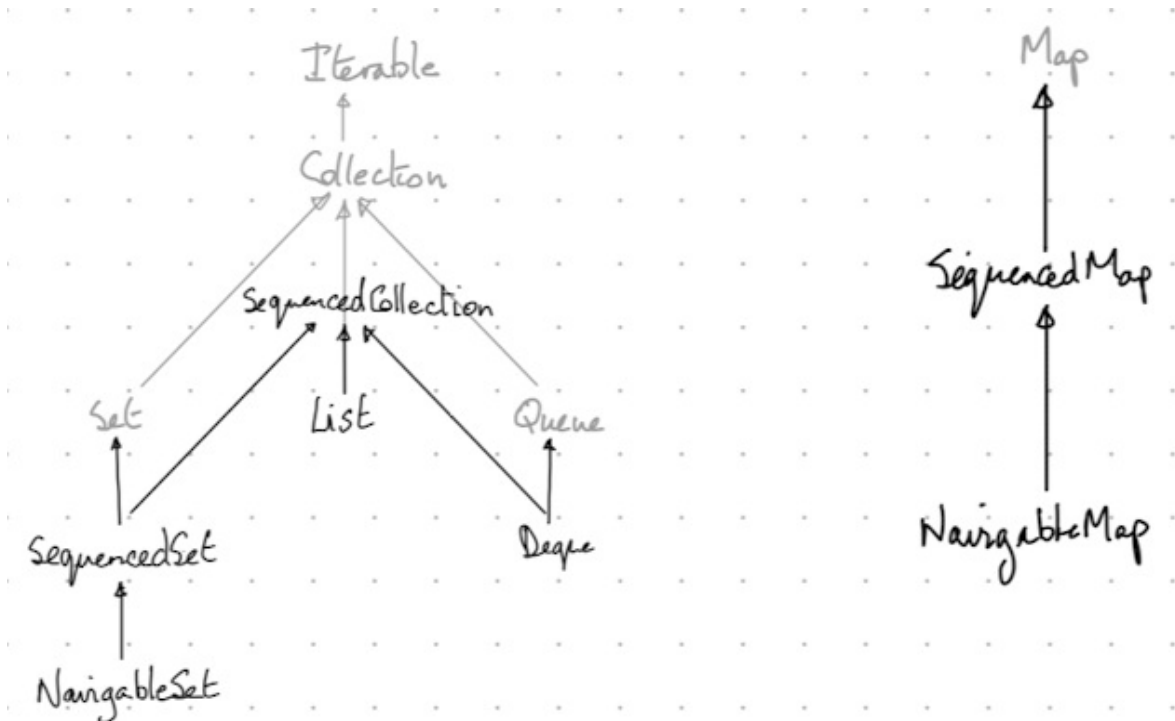 Iterable
Map
Collection
SequencedMap
SequencedCollection
Set
List
Queue
SequencedSet
Deque
NavigableMap
NavigableSet